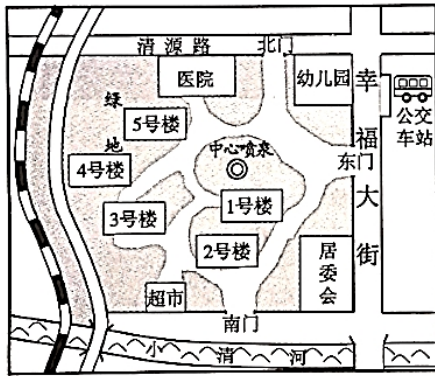 清源路
北门
医院
幼儿园
幸福大街
公交
车站
绿地
5号楼
中心喷泉
4号楼
东门
3号楼
1号楼
2号楼
居委会
超市
南门
小清河